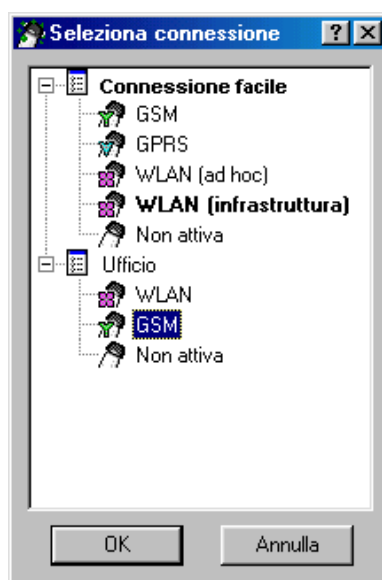 Seleziona connessione
Connessione facile
GSM
GPRS
WLAN (ad hoc)
WLAN (infrastruttura)
Non attiva
Ufficio
WLAN
GSM
Non attiva
OK Annulla